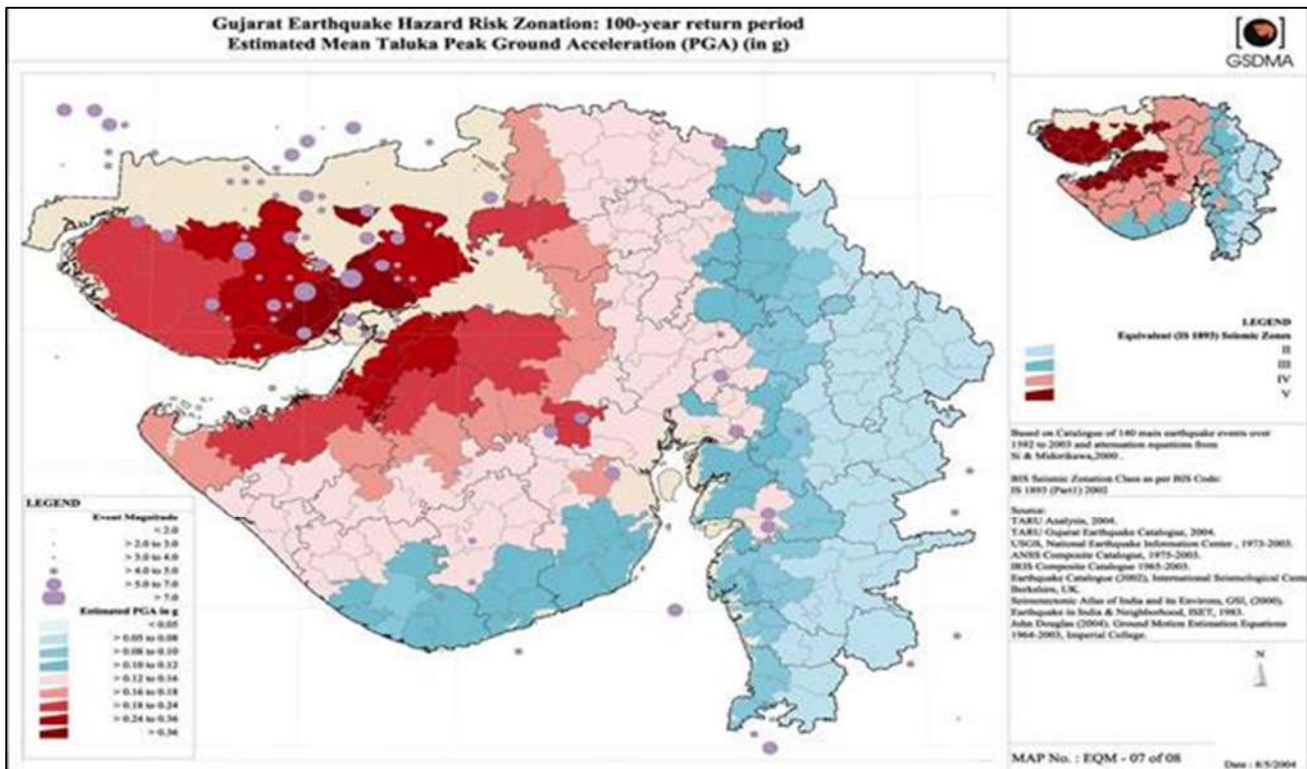 Gujarat Earthquake Hazard Risk Zonation: 100-year return period
Estimated Mean Taluka Peak Ground Acceleration (PGA) (in g)
GSDMA
LEGEND
Event Magnitude
< 2.0
> 2.0 to 3.0
> 3.0 to 4.0
> 4.0 to 5.0
> 5.0 to 7.0
> 7.0
Estimated PGA in g
< 0.05
> 0.05 to 0.08
> 0.08 to 0.10
> 0.10 to 0.12
> 0.12 to 0.16
> 0.16 to 0.18
> 0.18 to 0.24
> 0.24 to 0.36
> 0.36
LEGEND
Equivalent (IS 1893) Seismic Zones
II
III
IV
V
Based on Catalogue of 140 main earthquake events over
1592 to 2003 and attenuation equations from
Si & Midorikawa,2000 .
BIS Seismic Zonation Class as per BIS Code:
IS 1893 (Part1) 2002
Source:
TARU Analysis, 2004.
TARU Gujarat Earthquake Catalogue, 2004.
USGS, National Earthquake Information Center , 1973-2003.
ANSS Composite Catalogue, 1975-2003.
IRIS Composite Catalogue 1965-2003.
Earthquake Catalogue (2002), International Seismological Cent
Berkshire, UK.
Seismotectonic Atlas of India and its Environs, GSI, (2000).
Earthquake in India & Neighborhood, ISET, 1983.
John Douglas (2004). Ground Motion Estimation Equations
1964-2003, Imperial College.
N
MAP No. : EQM - 07 of 08
Date : 8/5/2004